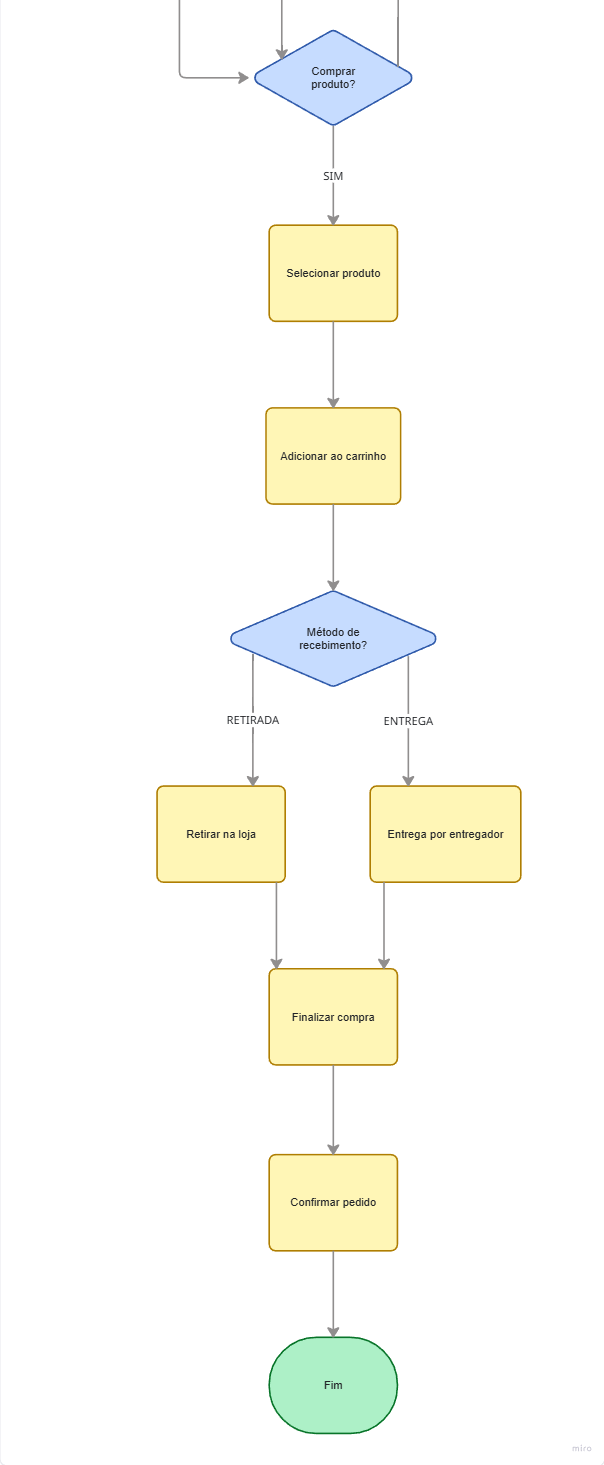 Comprar
produto?
SIM
Selecionar produto
Adicionar ao carrinho
Método de
recebimento?
RETIRADA
ENTREGA
Retirar na loja
Entrega por entregador
Finalizar compra
Confirmar pedido
Fim
miro